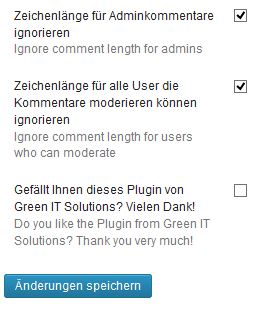 Zeichenlänge für Adminkommentare
ignorieren
Ignore comment length for admins
Zeichenlänge für alle User die
Kommentare moderieren können
ignorieren
Ignore comment length for users
who can moderate
Gefällt Ihnen dieses Plugin von
Green IT Solutions? Vielen Dank!
Do you like the Plugin from Green IT
Solutions? Thank you very much!
Änderungen speichern